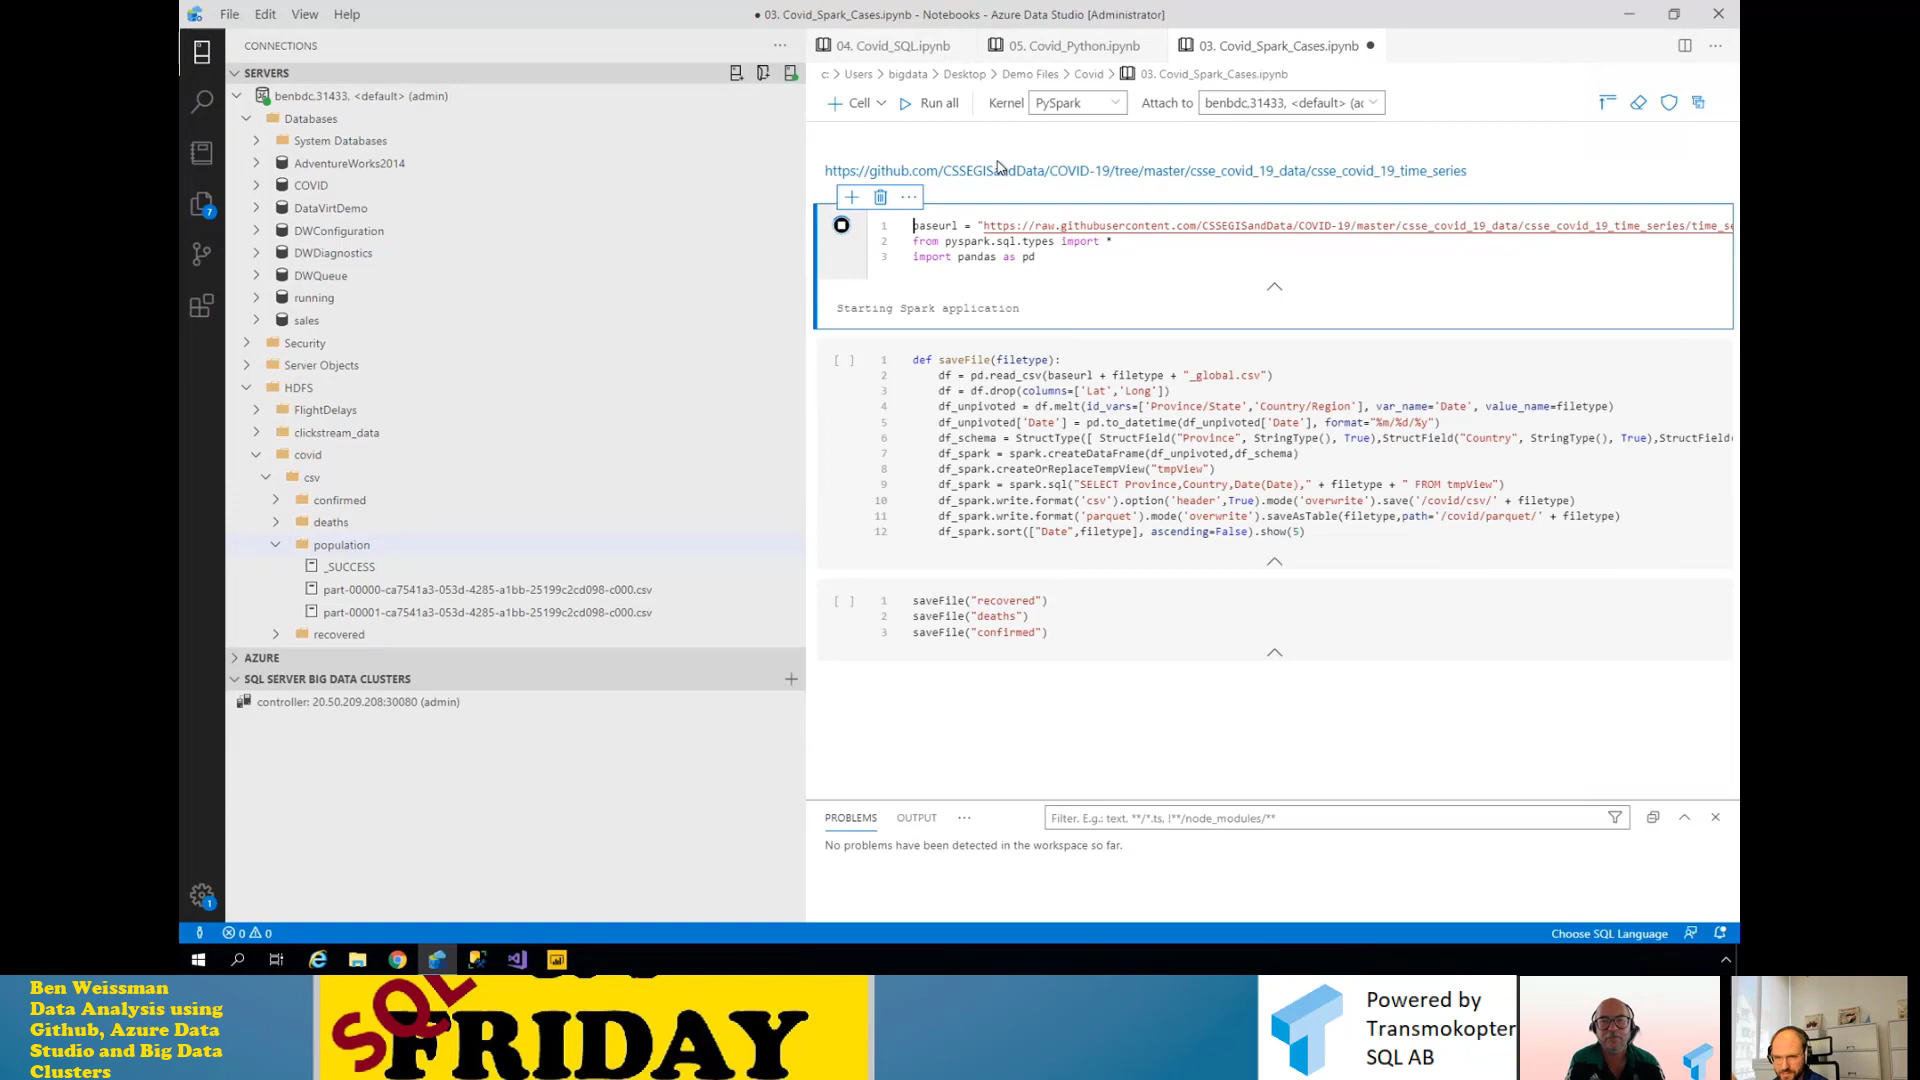 File Edit View Help
● 03. Covid_Spark_Cases.ipynb - Notebooks - Azure Data Studio [Administrator]
CONNECTIONS
SERVERS
benbdc,31433, <default> (admin)
Databases
System Databases
AdventureWorks2014
COVID
DataVirtDemo
DWConfiguration
DWDiagnostics
DWQueue
running
sales
Security
Server Objects
HDFS
FlightDelays
clickstream_data
covid
csv
confirmed
deaths
population
_SUCCESS
part-00000-ca7541a3-053d-4285-a1bb-25199c2cd098-c000.csv
part-00001-ca7541a3-053d-4285-a1bb-25199c2cd098-c000.csv
recovered
AZURE
SQL SERVER BIG DATA CLUSTERS
controller: 20.50.209.208:30080 (admin)
7
1
04. Covid_SQL.ipynb
05. Covid_Python.ipynb
03. Covid_Spark_Cases.ipynb ●
c: > Users > bigdata > Desktop > Demo Files > Covid > 03. Covid_Spark_Cases.ipynb
Cell Run all Kernel PySpark Attach to benbdc,31433, <default> (ac
https://github.com/CSSEGISandData/COVID-19/tree/master/csse_covid_19_data/csse_covid_19_time_series
1 baseurl = "https://raw.githubusercontent.com/CSSEGISandData/COVID-19/master/csse_covid_19_data/csse_covid_19_time_series/time_se
2 from pyspark.sql.types import *
3 import pandas as pd
Starting Spark application
[ ] 1 def saveFile(filetype):
2 df = pd.read_csv(baseurl + filetype + "_global.csv")
3 df = df.drop(columns=['Lat','Long'])
4 df_unpivoted = df.melt(id_vars=['Province/State','Country/Region'], var_name='Date', value_name=filetype)
5 df_unpivoted['Date'] = pd.to_datetime(df_unpivoted['Date'], format="%m/%d/%y")
6 df_schema = StructType([ StructField("Province", StringType(), True),StructField("Country", StringType(), True),StructField(
7 df_spark = spark.createDataFrame(df_unpivoted,df_schema)
8 df_spark.createOrReplaceTempView("tmpView")
9 df_spark = spark.sql("SELECT Province,Country,Date(Date)," + filetype + " FROM tmpView")
10 df_spark.write.format('csv').option('header',True).mode('overwrite').save('/covid/csv/' + filetype)
11 df_spark.write.format('parquet').mode('overwrite').saveAsTable(filetype,path='/covid/parquet/' + filetype)
12 df_spark.sort(["Date",filetype], ascending=False).show(5)
[ ] 1 saveFile("recovered")
2 saveFile("deaths")
3 saveFile("confirmed")
PROBLEMS OUTPUT ··· Filter. E.g.: text, **/*.ts, !**/node_modules/**
No problems have been detected in the workspace so far.
0 0
Choose SQL Language
Ben Weissman
Data Analysis using
Github, Azure Data
Studio and Big Data
Clusters
SQL
FRIDAY
Powered by
Transmokopter
SQL AB